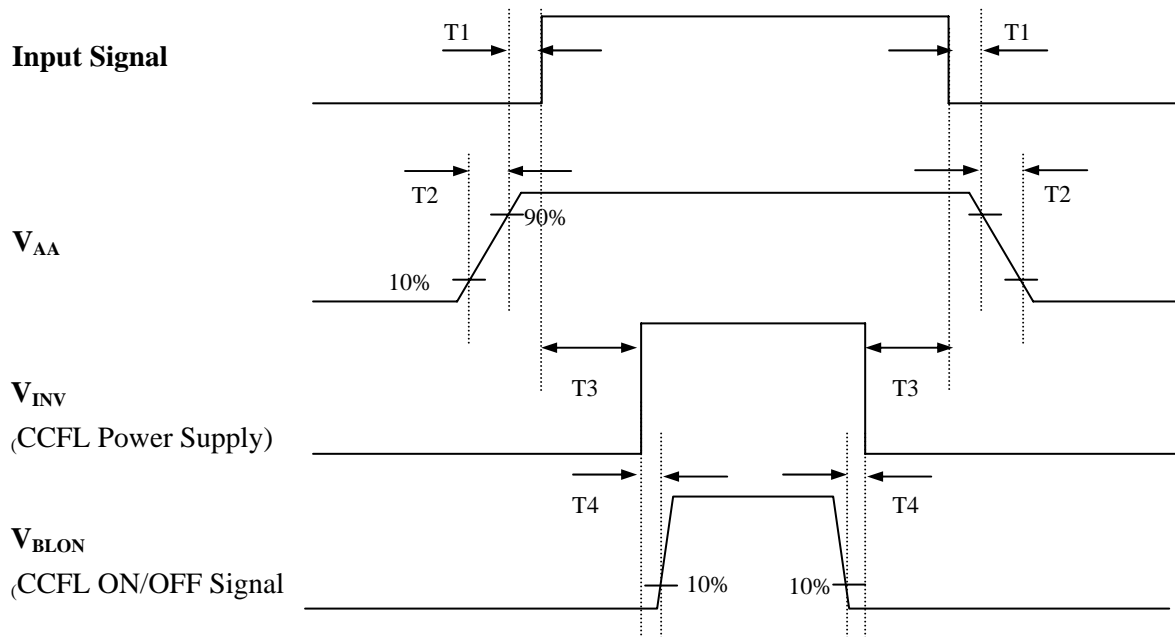 T1
T1
Input Signal
T2
T2
90%
VAA
10%
T3
T3
VINV
(CCFL Power Supply)
T4
T4
VBLON
(CCFL ON/OFF Signal
10%
10%